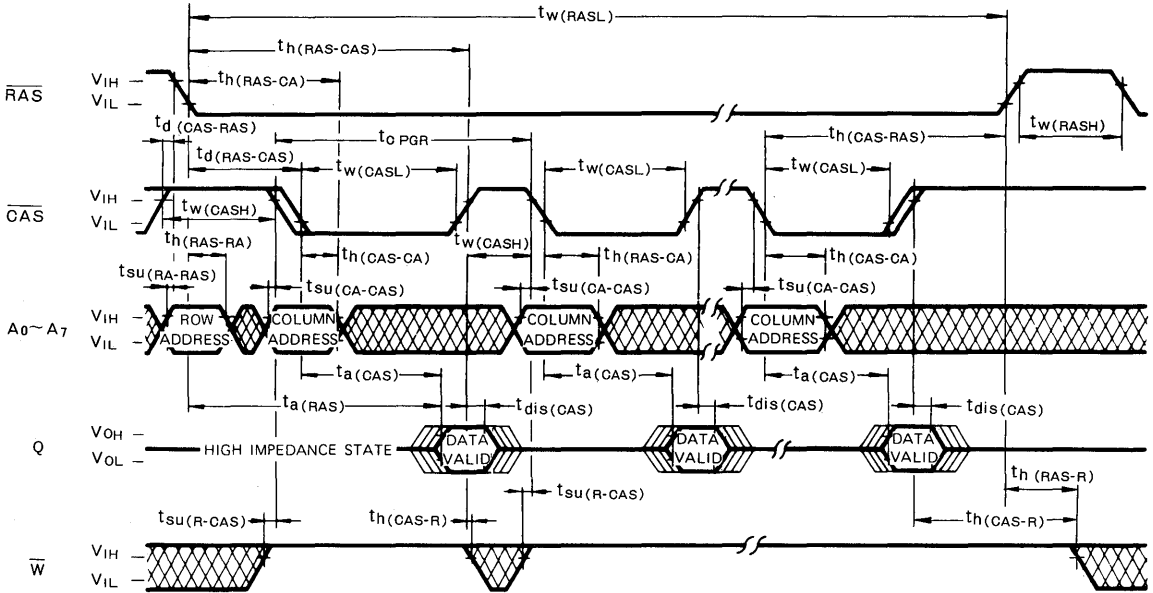 tw(RASL)
th(RAS-CAS)
th(RAS-CA)
RAS
VIH
VIL
td(CAS-RAS)
tC PGR
th(CAS-RAS)
tw(RASH)
td(RAS-CAS)
tw(CASL)
tw(CASL)
tw(CASL)
CAS
VIH
VIL
tw(CASH)
th(RAS-RA)
tw(CASH)
th(CAS-CA)
th(RAS-CA)
th(CAS-CA)
tsu(RA-RAS)
tsu(CA-CAS)
tsu(CA-CAS)
tsu(CA-CAS)
A0~A7
VIH
VIL
ROW ADDRESS
COLUMN ADDRESS
COLUMN ADDRESS
COLUMN ADDRESS
ta(CAS)
ta(CAS)
ta(CAS)
ta(RAS)
tdis(CAS)
tdis(CAS)
tdis(CAS)
Q
VOH
VOL
HIGH IMPEDANCE STATE
DATA VALID
DATA VALID
DATA VALID
th(RAS-R)
tsu(R-CAS)
tsu(R-CAS)
th(CAS-R)
th(CAS-R)
W
VIH
VIL